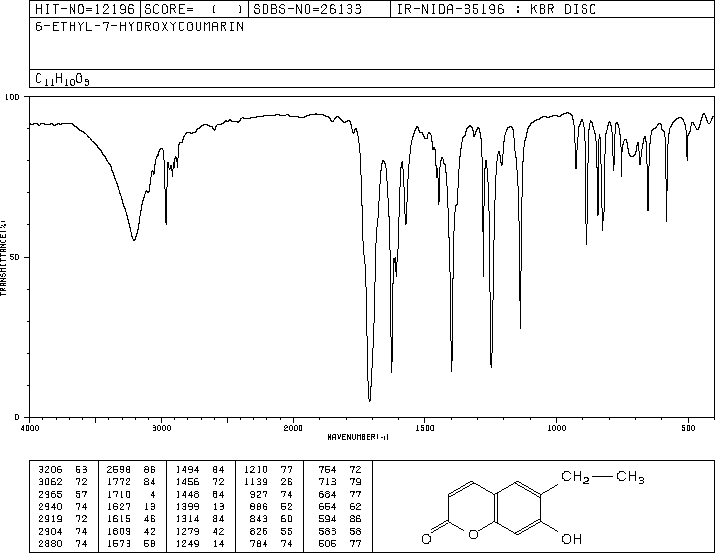 HIT-NO=12196 SCORE= ( ) SDBS-NO=26133 IR-NIDA-35196 : KBR DISC
6-ETHYL-7-HYDROXYCOUMARIN
C11H10O3
100
50
0
TRANSMITTANCE(%)
4000 3000 2000 1500 1000 500
WAVENUMBER(-1)
3206 53 2598 86 1494 84 1210 77 754 72
3062 72 1772 84 1456 72 1139 26 713 79
2965 57 1710 4 1448 64 927 74 684 77
2940 74 1627 13 1399 13 886 52 654 62
2919 72 1615 46 1314 84 843 60 594 86
2904 74 1609 42 1279 42 826 55 583 58
2880 74 1573 58 1249 14 784 74 505 77
CH2 CH3
O O OH